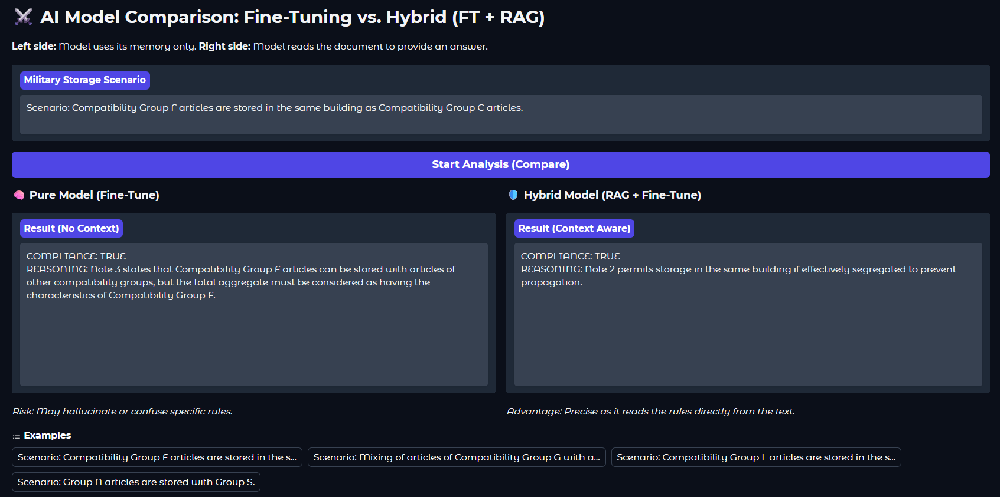 AI Model Comparison: Fine-Tuning vs. Hybrid (FT + RAG)
Left side: Model uses its memory only. Right side: Model reads the document to provide an answer.
Military Storage Scenario
Scenario: Compatibility Group F articles are stored in the same building as Compatibility Group C articles.
Start Analysis (Compare)
Pure Model (Fine-Tune)
Result (No Context)
COMPLIANCE: TRUE
REASONING: Note 3 states that Compatibility Group F articles can be stored with articles of
other compatibility groups, but the total aggregate must be considered as having the
characteristics of Compatibility Group F.
Risk: May hallucinate or confuse specific rules.
Hybrid Model (RAG + Fine-Tune)
Result (Context Aware)
COMPLIANCE: TRUE
REASONING: Note 2 permits storage in the same building if effectively segregated to prevent
propagation.
Advantage: Precise as it reads the rules directly from the text.
Examples
Scenario: Compatibility Group F articles are stored in the s...
Scenario: Mixing of articles of Compatibility Group G with a...
Scenario: Compatibility Group L articles are stored in the s...
Scenario: Group N articles are stored with Group S.